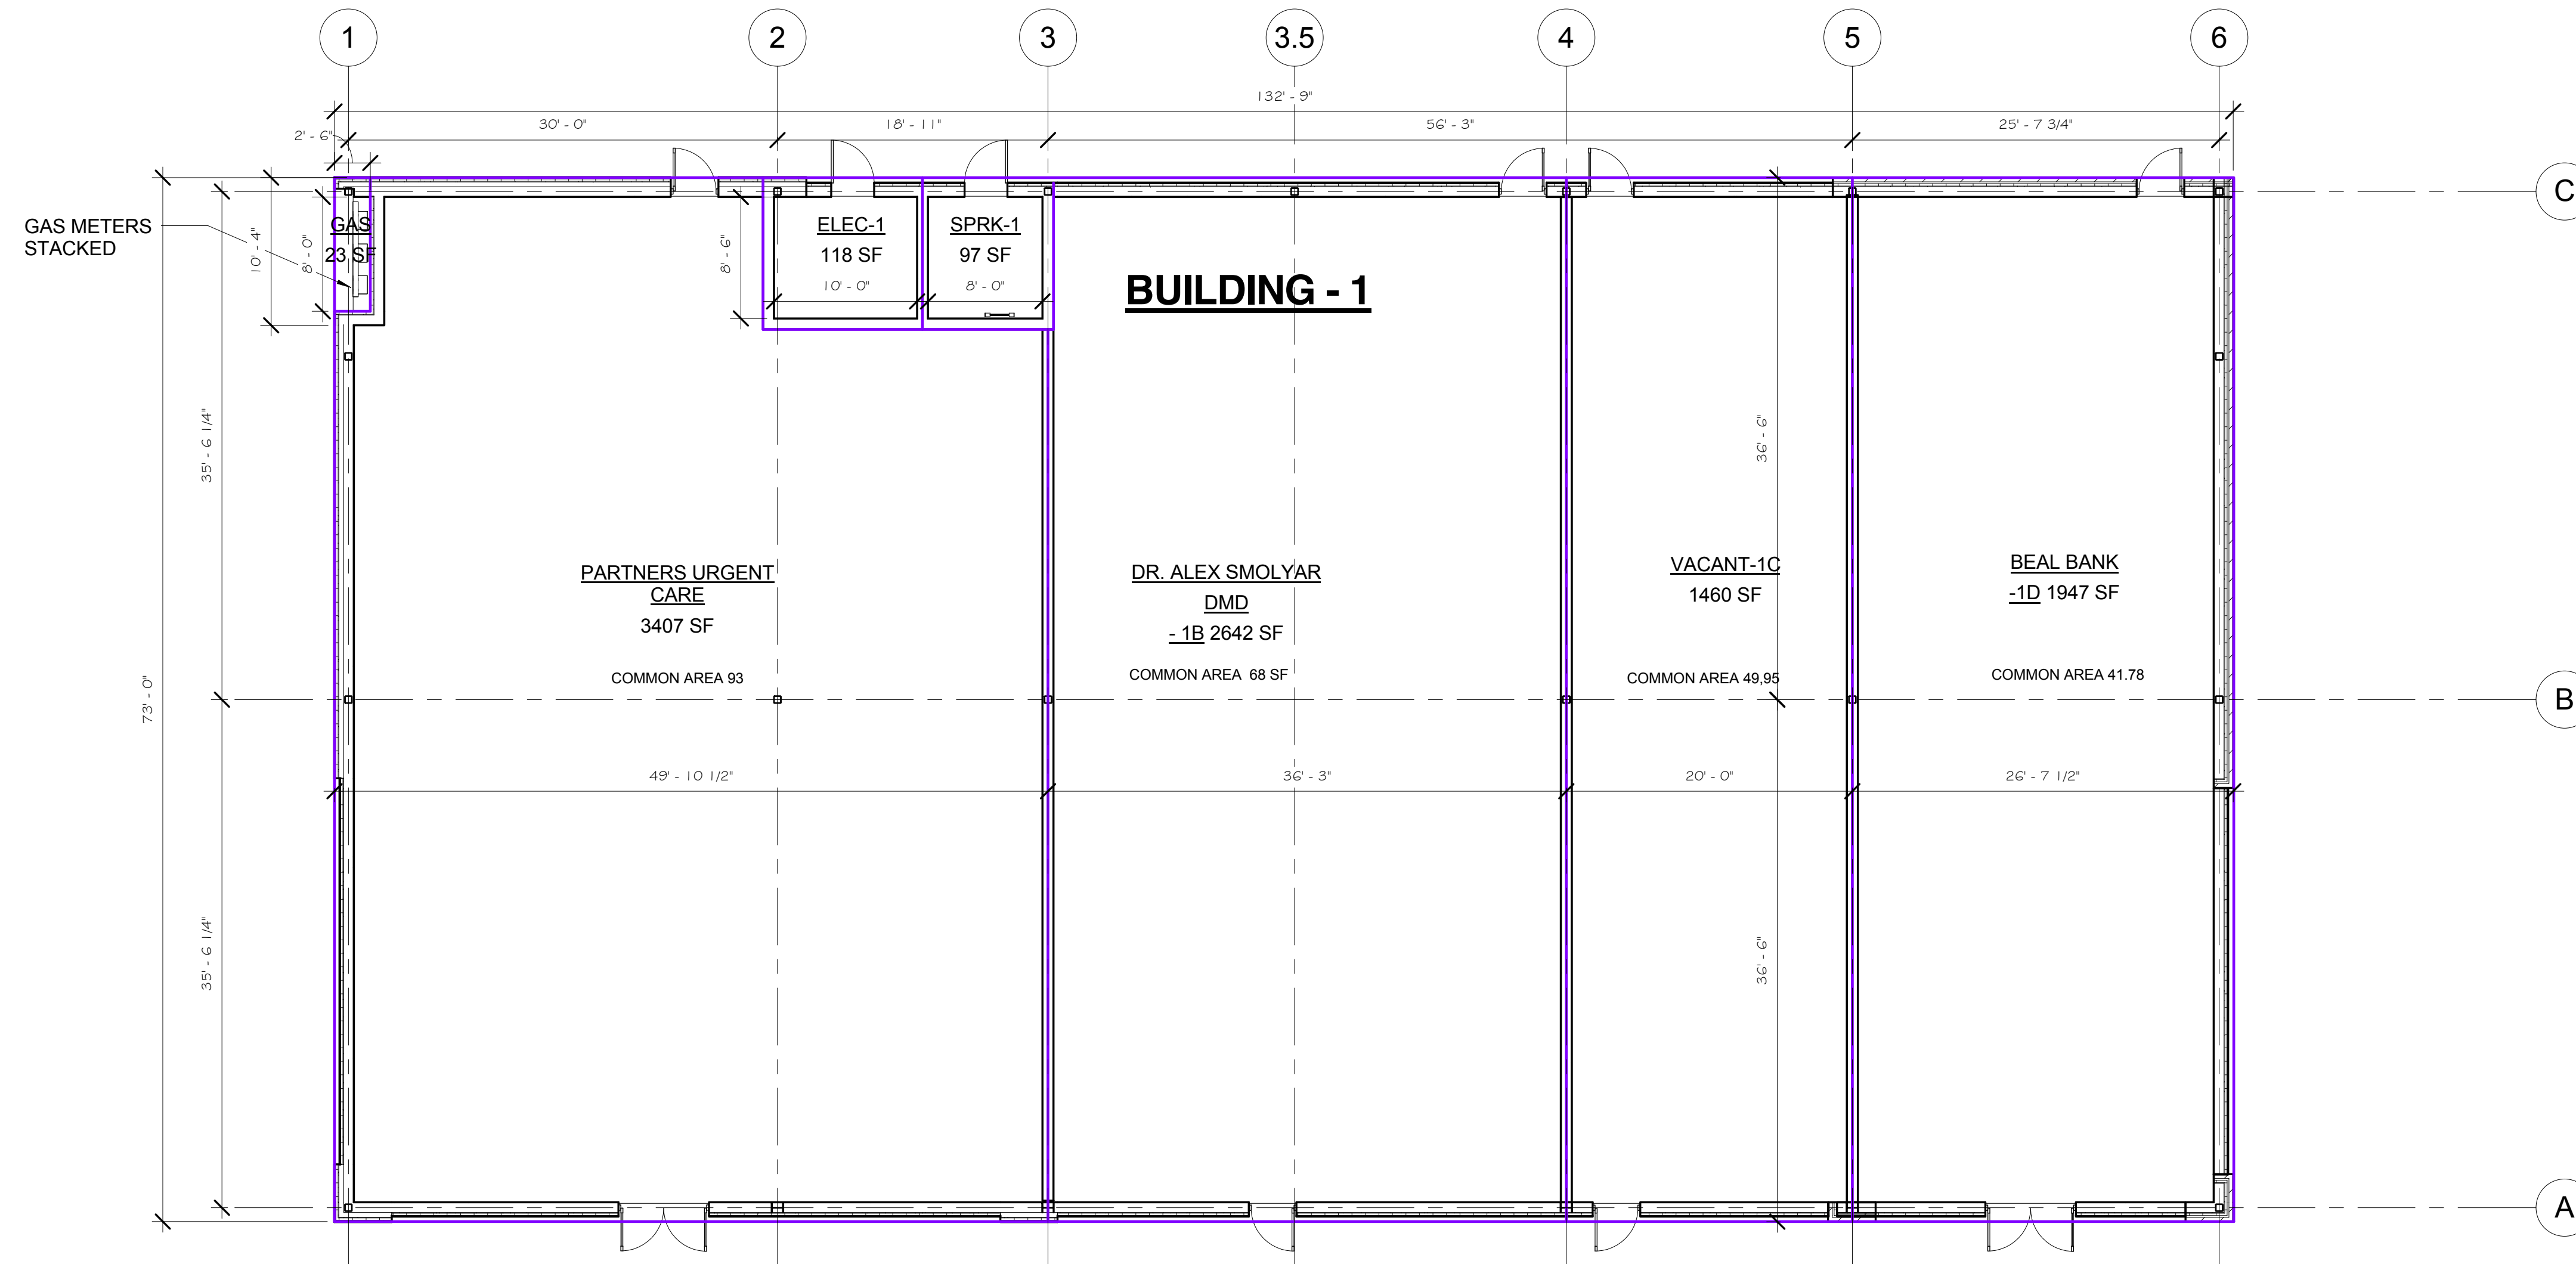 1
2
3
3.5
4
5
6
132' - 9"
30' - 0"
18' - 11"
56' - 3"
25' - 7 3/4"
2' - 6"
C
GAS METERS
STACKED
10' - 4"
8' - 0"
GAS
23 SF
8' - 6"
ELEC-1
118 SF
10' - 0"
SPRK-1
97 SF
8' - 0"
BUILDING - 1
35' - 6 1/4"
36' - 6"
73' - 0"
PARTNERS URGENT
CARE
3407 SF
COMMON AREA 93
DR. ALEX SMOLYAR
DMD
- 1B 2642 SF
COMMON AREA 68 SF
VACANT-1C
1460 SF
COMMON AREA 49,95
BEAL BANK
-1D 1947 SF
COMMON AREA 41.78
B
49' - 10 1/2"
36' - 3"
20' - 0"
26' - 7 1/2"
35' - 6 1/4"
36' - 6"
A